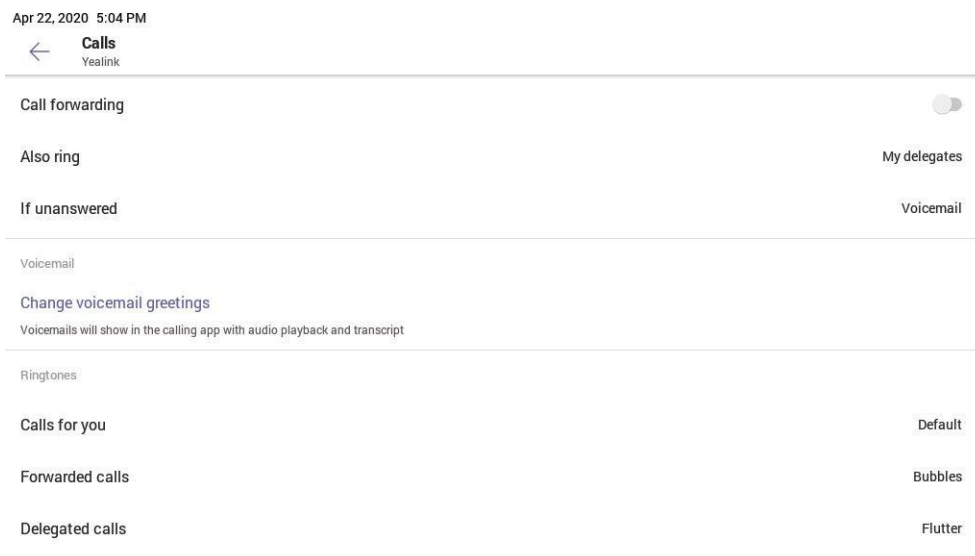 Apr 22, 2020 5:04 PM
Calls
Yealink
Call forwarding
Also ring My delegates
If unanswered Voicemail
Voicemail
Change voicemail greetings
Voicemails will show in the calling app with audio playback and transcript
Ringtones
Calls for you Default
Forwarded calls Bubbles
Delegated calls Flutter